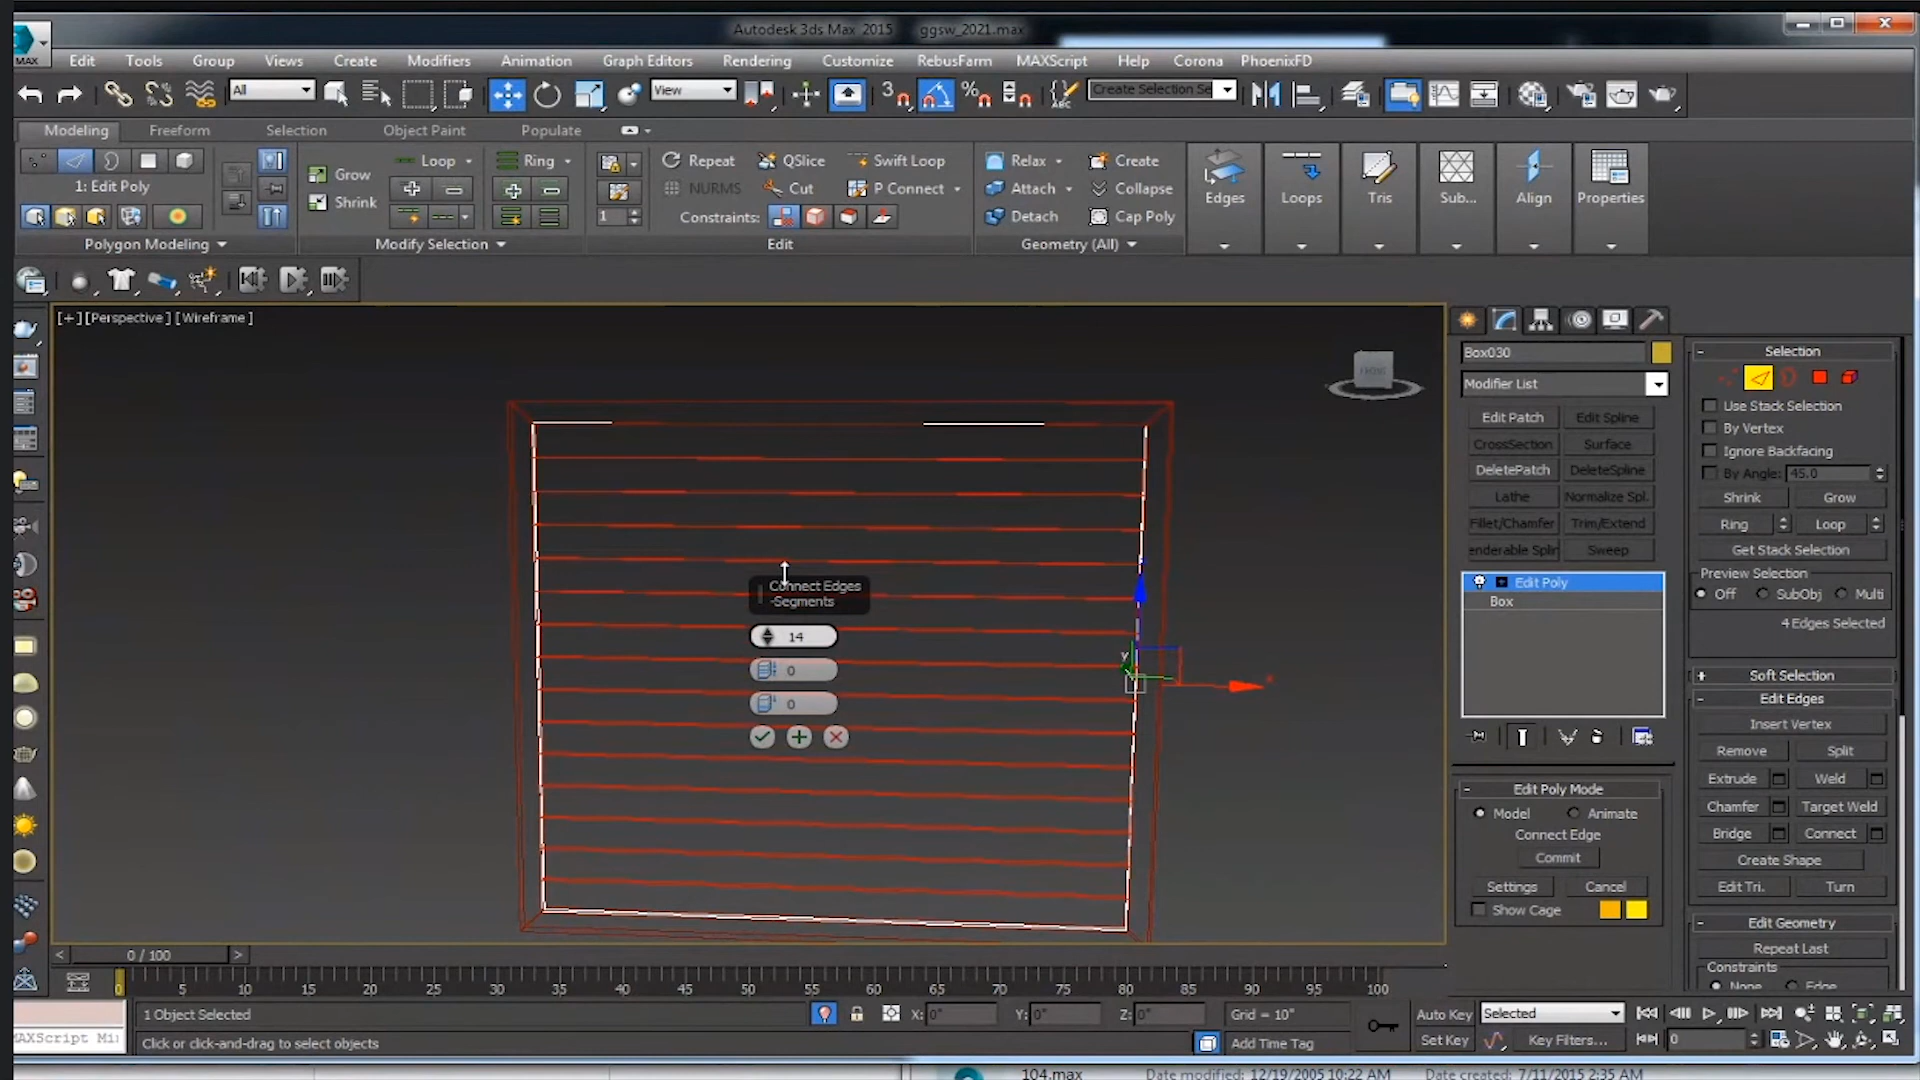 Autodesk 3ds Max 2015 ggsw_2021.max
MAX
Edit Tools Group Views Create Modifiers Animation Graph Editors Rendering Customize RebusFarm MAXScript Help Corona PhoenixFD
All View 3 Create Selection Se
Modeling Freeform Selection Object Paint Populate
Loop Ring Repeat QSlice Swift Loop Relax Create
1: Edit Poly Grow NURMS Cut P Connect Attach Collapse Edges Loops Tris Sub... Align Properties
Shrink 1 Constraints: Detach Cap Poly
Polygon Modeling Modify Selection Edit Geometry (All)
[+] [Perspective ] [Wireframe ]
FRONT
Connect Edges
-Segments
14
0
0
y
Box030
Modifier List
Edit Patch Edit Spline
CrossSection Surface
DeletePatch DeleteSpline
Lathe Normalize Spl.
Fillet/Chamfer Trim/Extend
enderable Splin Sweep
Edit Poly
Box
Edit Poly Mode
Model Animate
Connect Edge
Commit
Settings Cancel
Show Cage
Selection
Use Stack Selection
By Vertex
Ignore Backfacing
By Angle: 45.0
Shrink Grow
Ring Loop
Get Stack Selection
Preview Selection
Off SubObj Multi
4 Edges Selected
Soft Selection
Edit Edges
Insert Vertex
Remove Split
Extrude Weld
Chamfer Target Weld
Bridge Connect
Create Shape
Edit Tri. Turn
Edit Geometry
Repeat Last
Constraints
None Edge
< 0 / 100 >
0 5 10 15 20 25 30 35 40 45 50 55 60 65 70 75 80 85 90 95 100
1 Object Selected X: 0" Y: 0" Z: 0" Grid = 10" Auto Key Selected
MAXScript Mi Click or click-and-drag to select objects Add Time Tag Set Key Key Filters... 0
104.max Date modified: 12/19/2005 10:22 AM Date created: 7/11/2015 2:35 AM